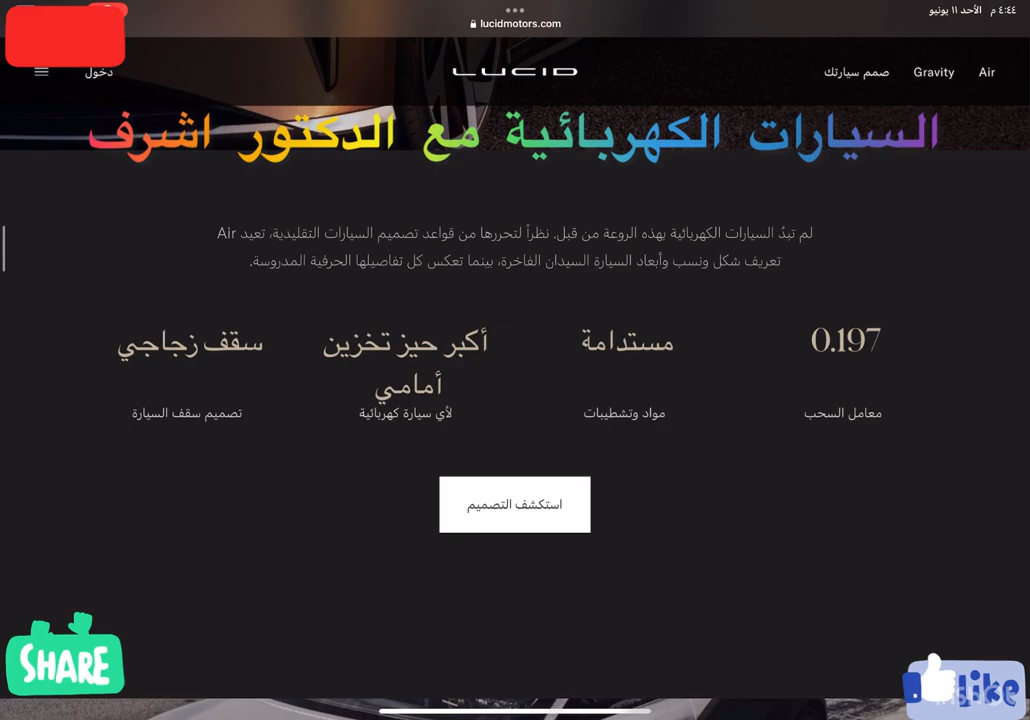 ٤:٤٤ م الأحد ١١ يونيو
lucidmotors.com
Air Gravity صمم سيارتك
LUCID
دخول
السيارات الكهربائية مع الدكتور اشرف
لم تبدُ السيارات الكهربائية بهذه الروعة من قبل. نظراً لتحررها من قواعد تصميم السيارات التقليدية، تعيد Air
تعريف شكل ونسب وأبعاد السيارة السيدان الفاخرة، بينما تعكس كل تفاصيلها الحرفية المدروسة.
0.197
معامل السحب
مستدامة
مواد وتشطيبات
أكبر حيز تخزين
أمامي
لأي سيارة كهربائية
سقف زجاجي
تصميم سقف السيارة
استكشف التصميم
SHARE
like